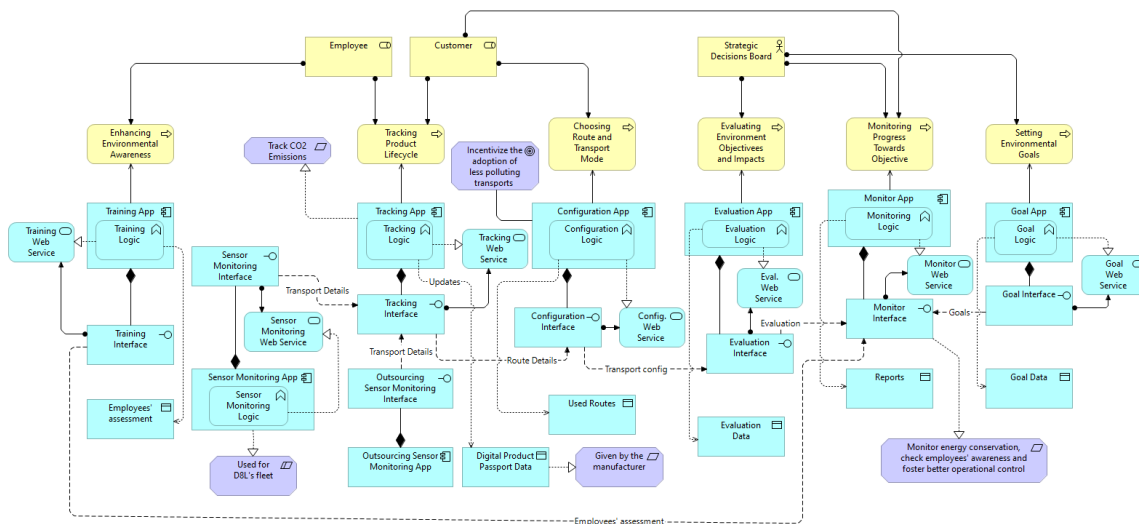 Employee
Customer
Strategic
Decisions Board
Enhancing
Environmental
Awareness
Track CO2
Emissions
Tracking
Product
Lifecycle
Incentivize the
adoption of
less polluting
transports
Choosing
Route and
Transport
Mode
Evaluating
Environment
Objectivees
and Impacts
Monitoring
Progress
Towards
Objective
Setting
Environmental
Goals
Training App
Training
Logic
Training
Web
Service
Sensor
Monitoring
Interface
Tracking App
Tracking
Logic
Tracking
Web
Service
Configuration App
Configuration
Logic
Evaluation App
Evaluation
Logic
Monitor App
Monitoring
Logic
Goal App
Goal
Logic
Monitor
Web
Service
Goal
Web
Service
Eval.
Web
Service
Transport Details
Updates
Training
Interface
Sensor
Monitoring
Web Service
Tracking
Interface
Configuration
Interface
Config.
Web
Service
Evaluation
Interface
Evaluation
Monitor
Interface
Goals
Goal Interface
Transport Details
Route Details
Transport config
Sensor Monitoring App
Sensor
Monitoring
Logic
Outsourcing
Sensor Monitoring
Interface
Employees'
assessment
Used Routes
Evaluation
Data
Reports
Goal Data
Used for
D8L's fleet
Outsourcing Sensor
Monitoring App
Digital Product
Passport Data
Given by the
manufacturer
Monitor energy conservation,
check employees' awareness and
foster better operational control
Employees' assessment